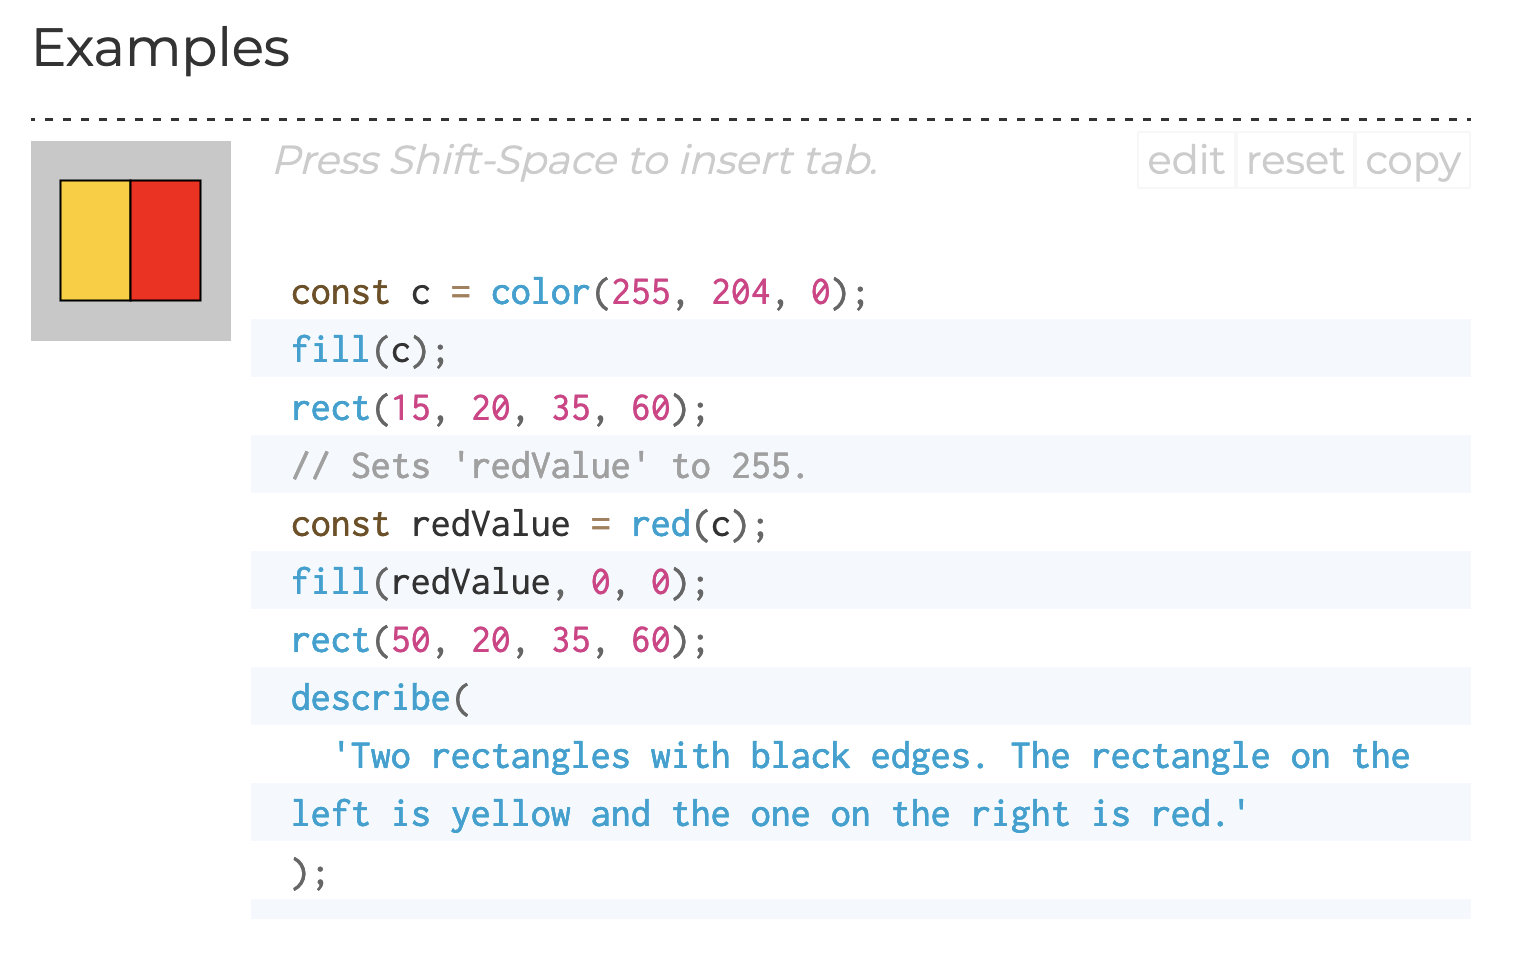 Examples
Press Shift-Space to insert tab.
edit reset copy
const c = color(255, 204, 0);
fill(c);
rect(15, 20, 35, 60);
// Sets 'redValue' to 255.
const redValue = red(c);
fill(redValue, 0, 0);
rect(50, 20, 35, 60);
describe(
  'Two rectangles with black edges. The rectangle on the
left is yellow and the one on the right is red.'
);